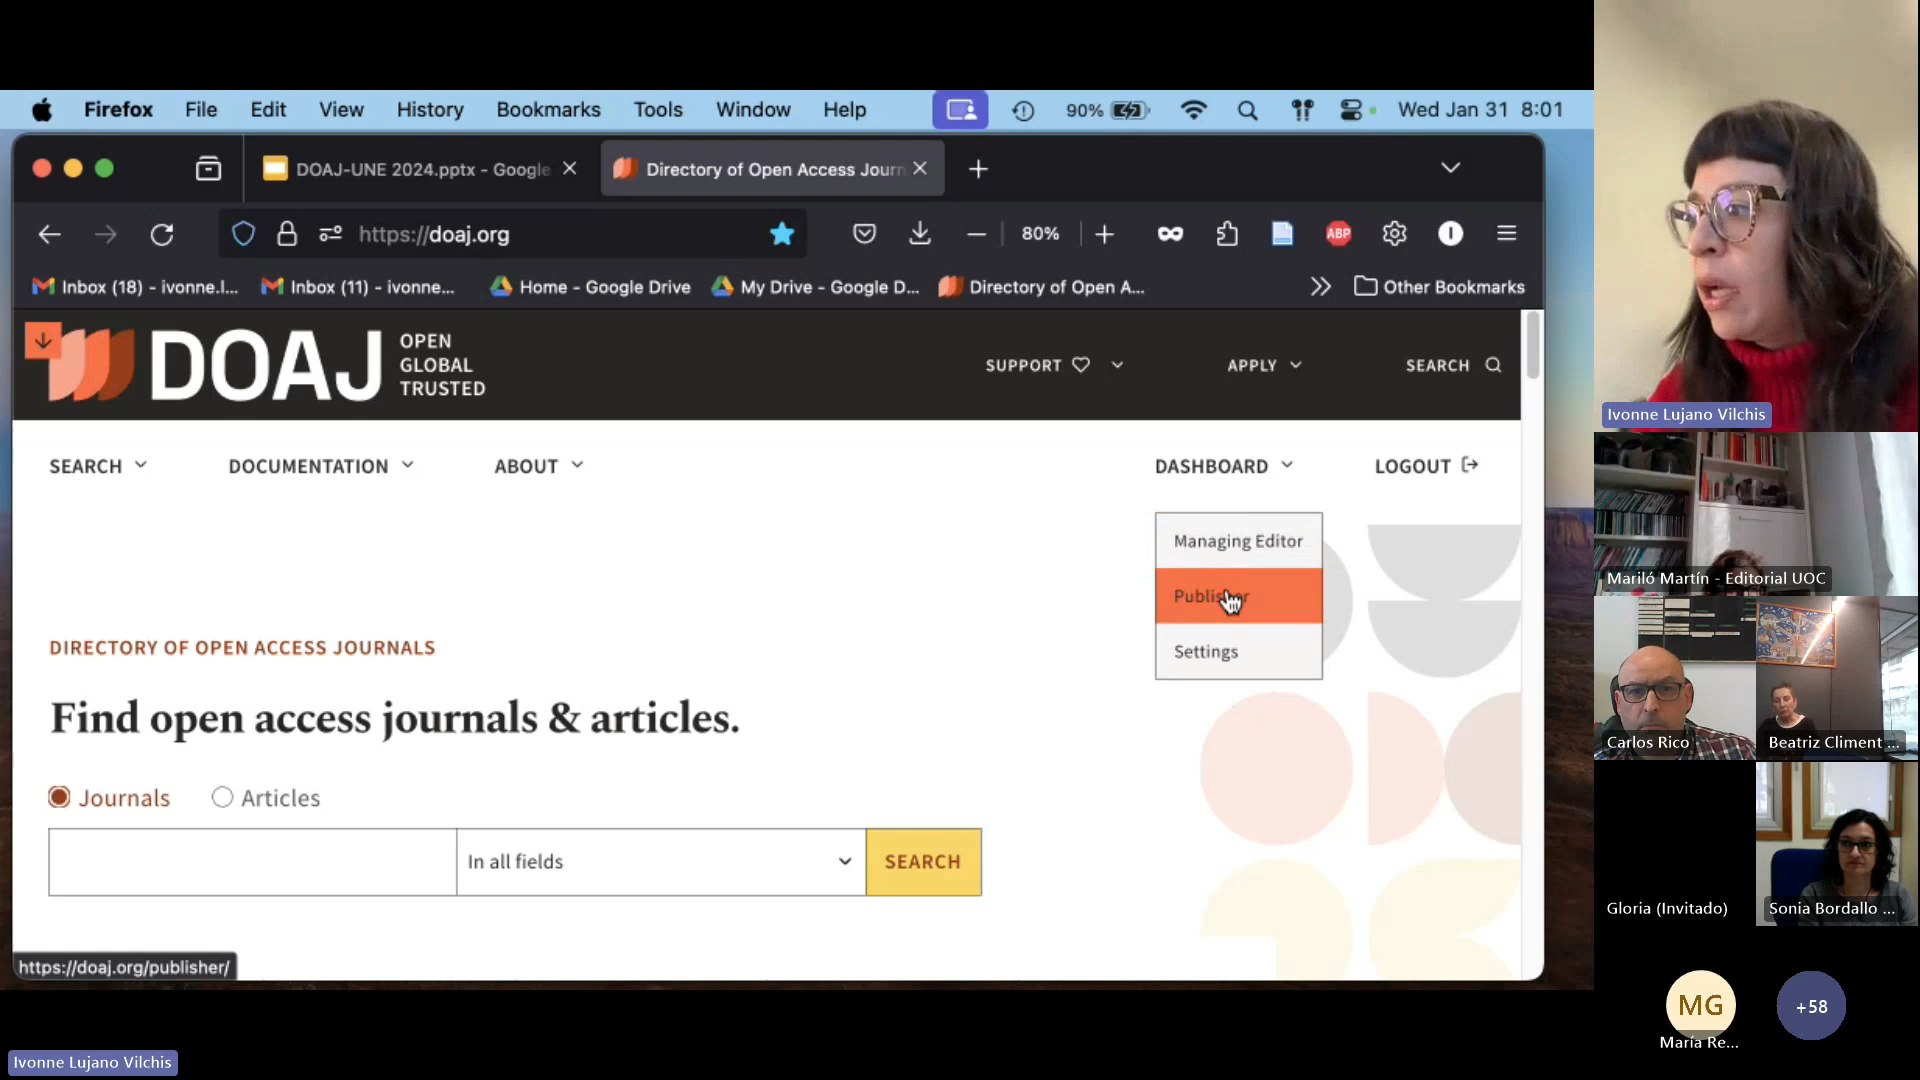 Firefox File Edit View History Bookmarks Tools Window Help 90% Wed Jan 31 8:01
DOAJ-UNE 2024.pptx - Google
Directory of Open Access Journ
https://doaj.org
80%
ABP
I
Inbox (18) - ivonne.l...
Inbox (11) - ivonne...
Home - Google Drive
My Drive - Google D...
Directory of Open A...
Other Bookmarks
DOAJ
OPEN
GLOBAL
TRUSTED
SUPPORT
APPLY
SEARCH
SEARCH
DOCUMENTATION
ABOUT
DASHBOARD
LOGOUT
Managing Editor
Publisher
Settings
DIRECTORY OF OPEN ACCESS JOURNALS
Find open access journals & articles.
Journals
Articles
In all fields
SEARCH
https://doaj.org/publisher/
Ivonne Lujano Vilchis
Mariló Martín - Editorial UOC
Carlos Rico
Beatriz Climent ...
Gloria (Invitado)
Sonia Bordallo ...
MG
María Re...
+58
Ivonne Lujano Vilchis